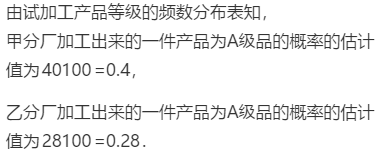 由试加工产品等级的频数分布表知，
甲分厂加工出来的一件产品为A级品的概率的估计
值为40100=0.4，
乙分厂加工出来的一件产品为A级品的概率的估计
值为28100=0.28．